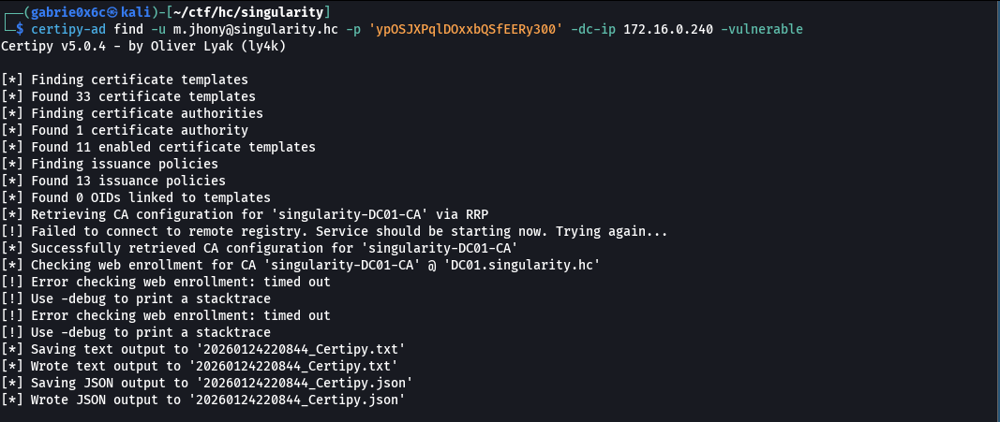 ┌──(gabrie0x6c㉿kali)-[~/ctf/hc/singularity]
└─$ certipy-ad find -u m.jhony@singularity.hc -p 'ypOSJXPqlDOxxbQSfEERy300' -dc-ip 172.16.0.240 -vulnerable
Certipy v5.0.4 - by Oliver Lyak (ly4k)
[*] Finding certificate templates
[*] Found 33 certificate templates
[*] Finding certificate authorities
[*] Found 1 certificate authority
[*] Found 11 enabled certificate templates
[*] Finding issuance policies
[*] Found 13 issuance policies
[*] Found 0 OIDs linked to templates
[*] Retrieving CA configuration for 'singularity-DC01-CA' via RRP
[!] Failed to connect to remote registry. Service should be starting now. Trying again...
[*] Successfully retrieved CA configuration for 'singularity-DC01-CA'
[*] Checking web enrollment for CA 'singularity-DC01-CA' @ 'DC01.singularity.hc'
[!] Error checking web enrollment: timed out
[!] Use -debug to print a stacktrace
[!] Error checking web enrollment: timed out
[!] Use -debug to print a stacktrace
[*] Saving text output to '20260124220844_Certipy.txt'
[*] Wrote text output to '20260124220844_Certipy.txt'
[*] Saving JSON output to '20260124220844_Certipy.json'
[*] Wrote JSON output to '20260124220844_Certipy.json'